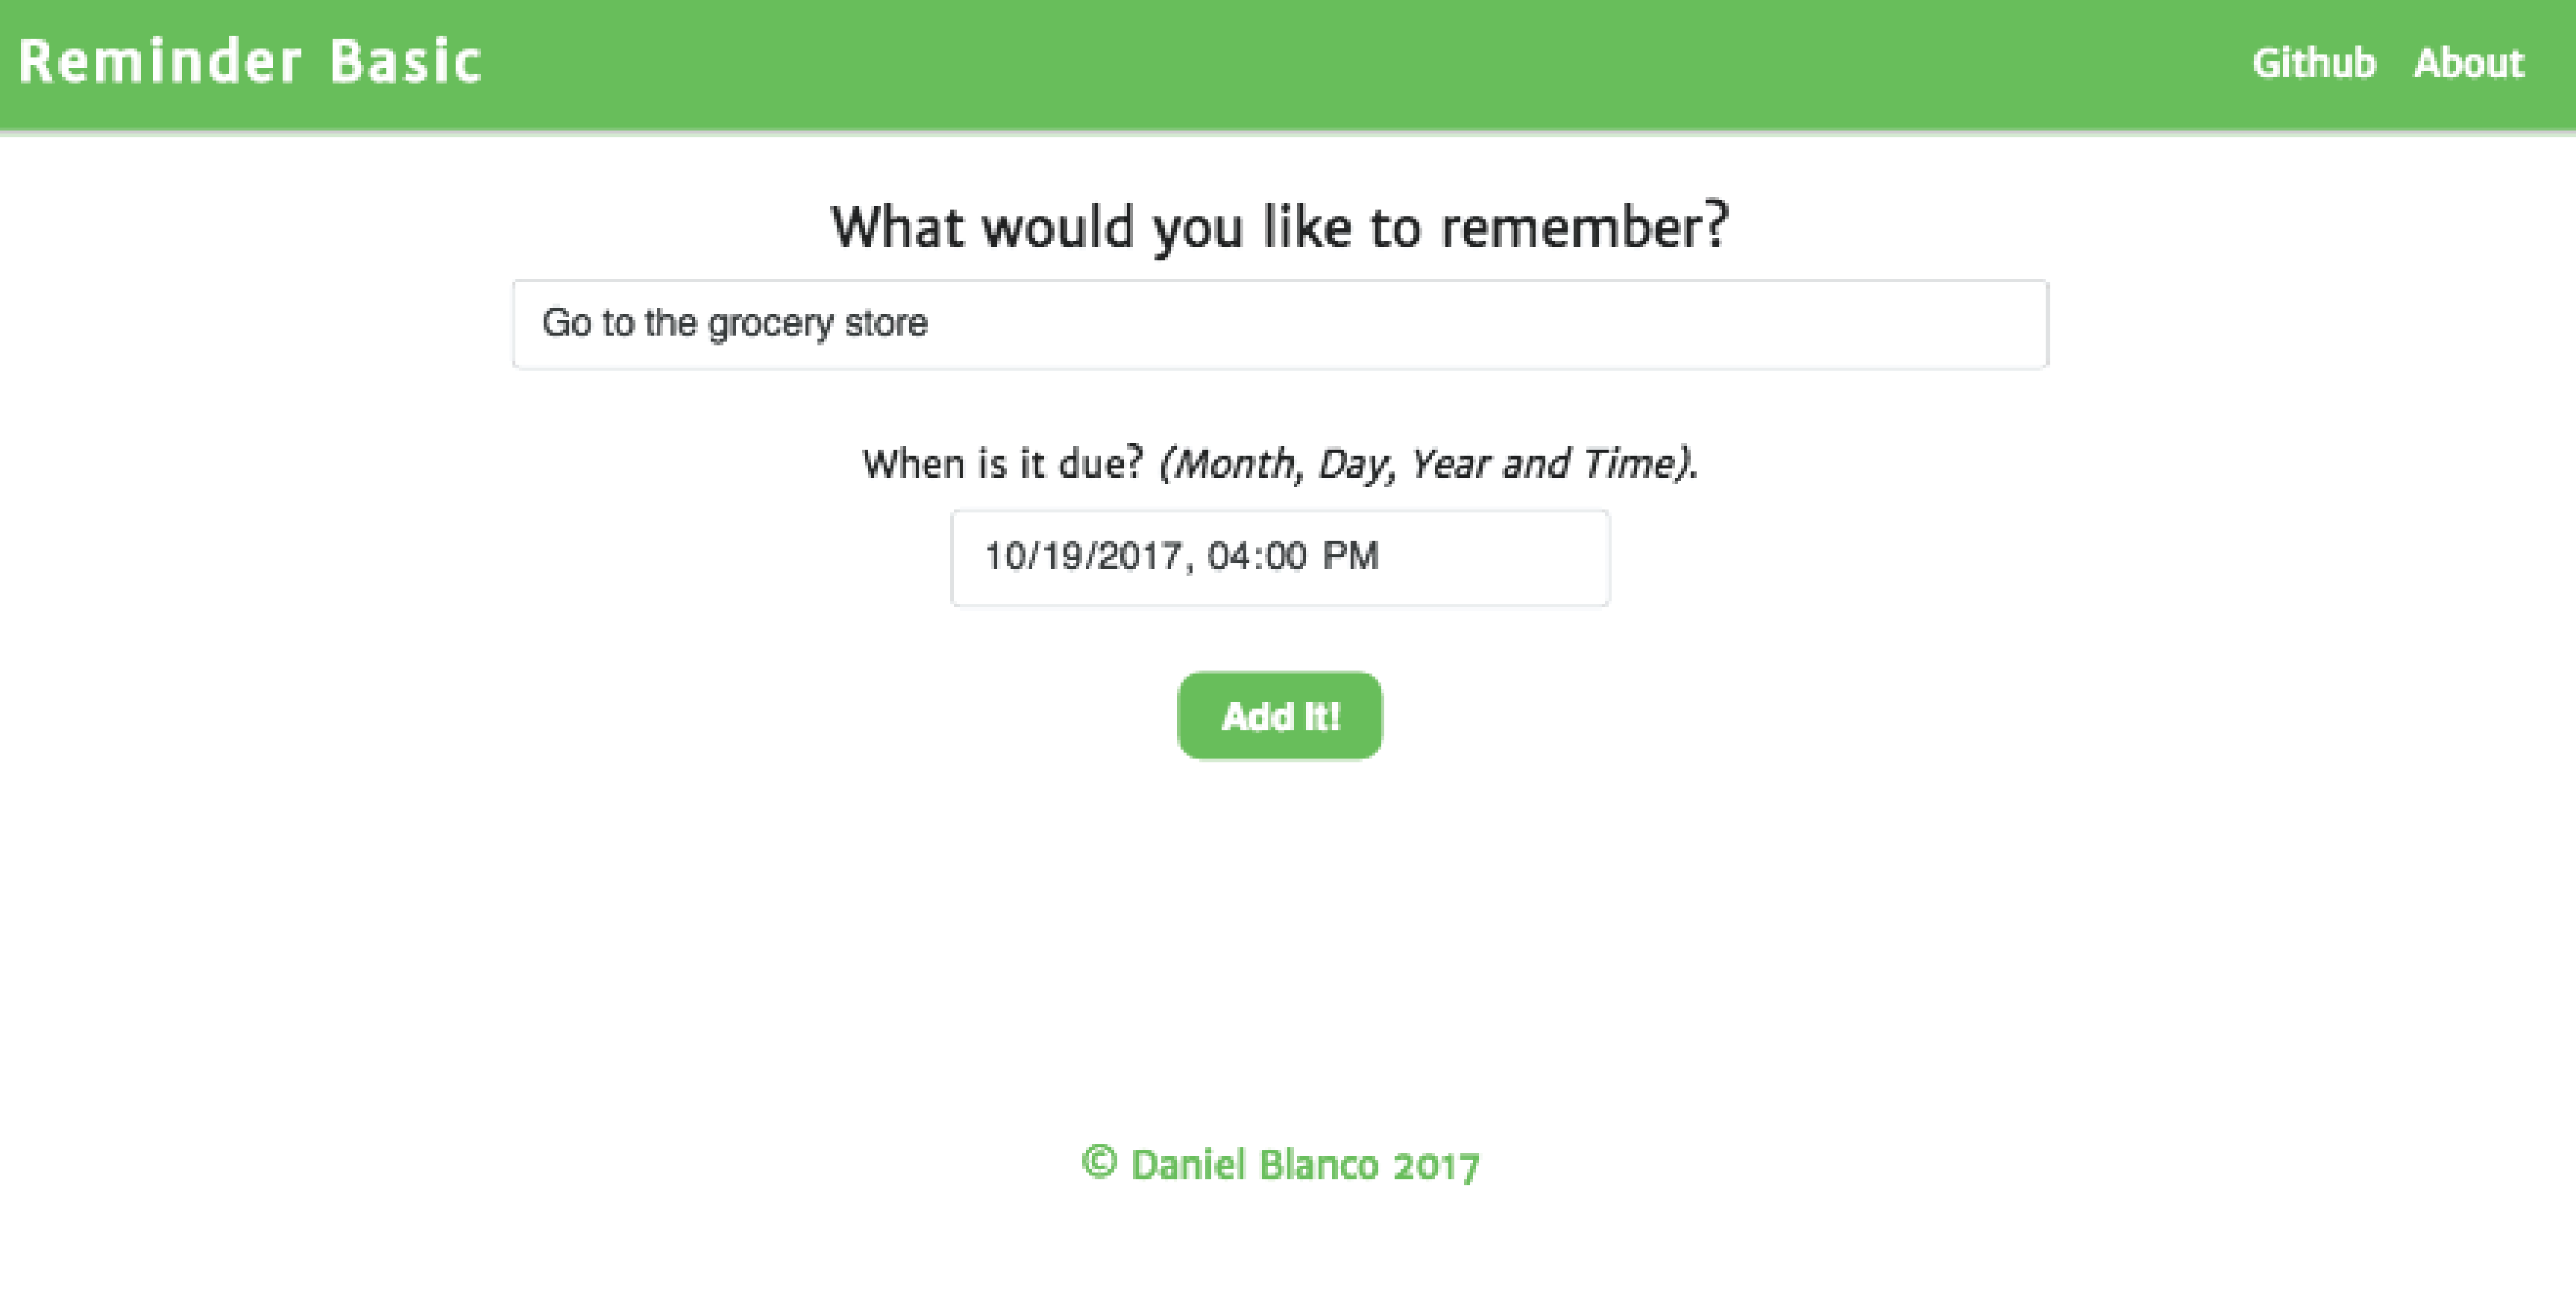 Reminder Basic
Github About
What would you like to remember?
Go to the grocery store
When is it due? (Month, Day, Year and Time).
10/19/2017, 04:00 PM
Add It!
© Daniel Blanco 2017